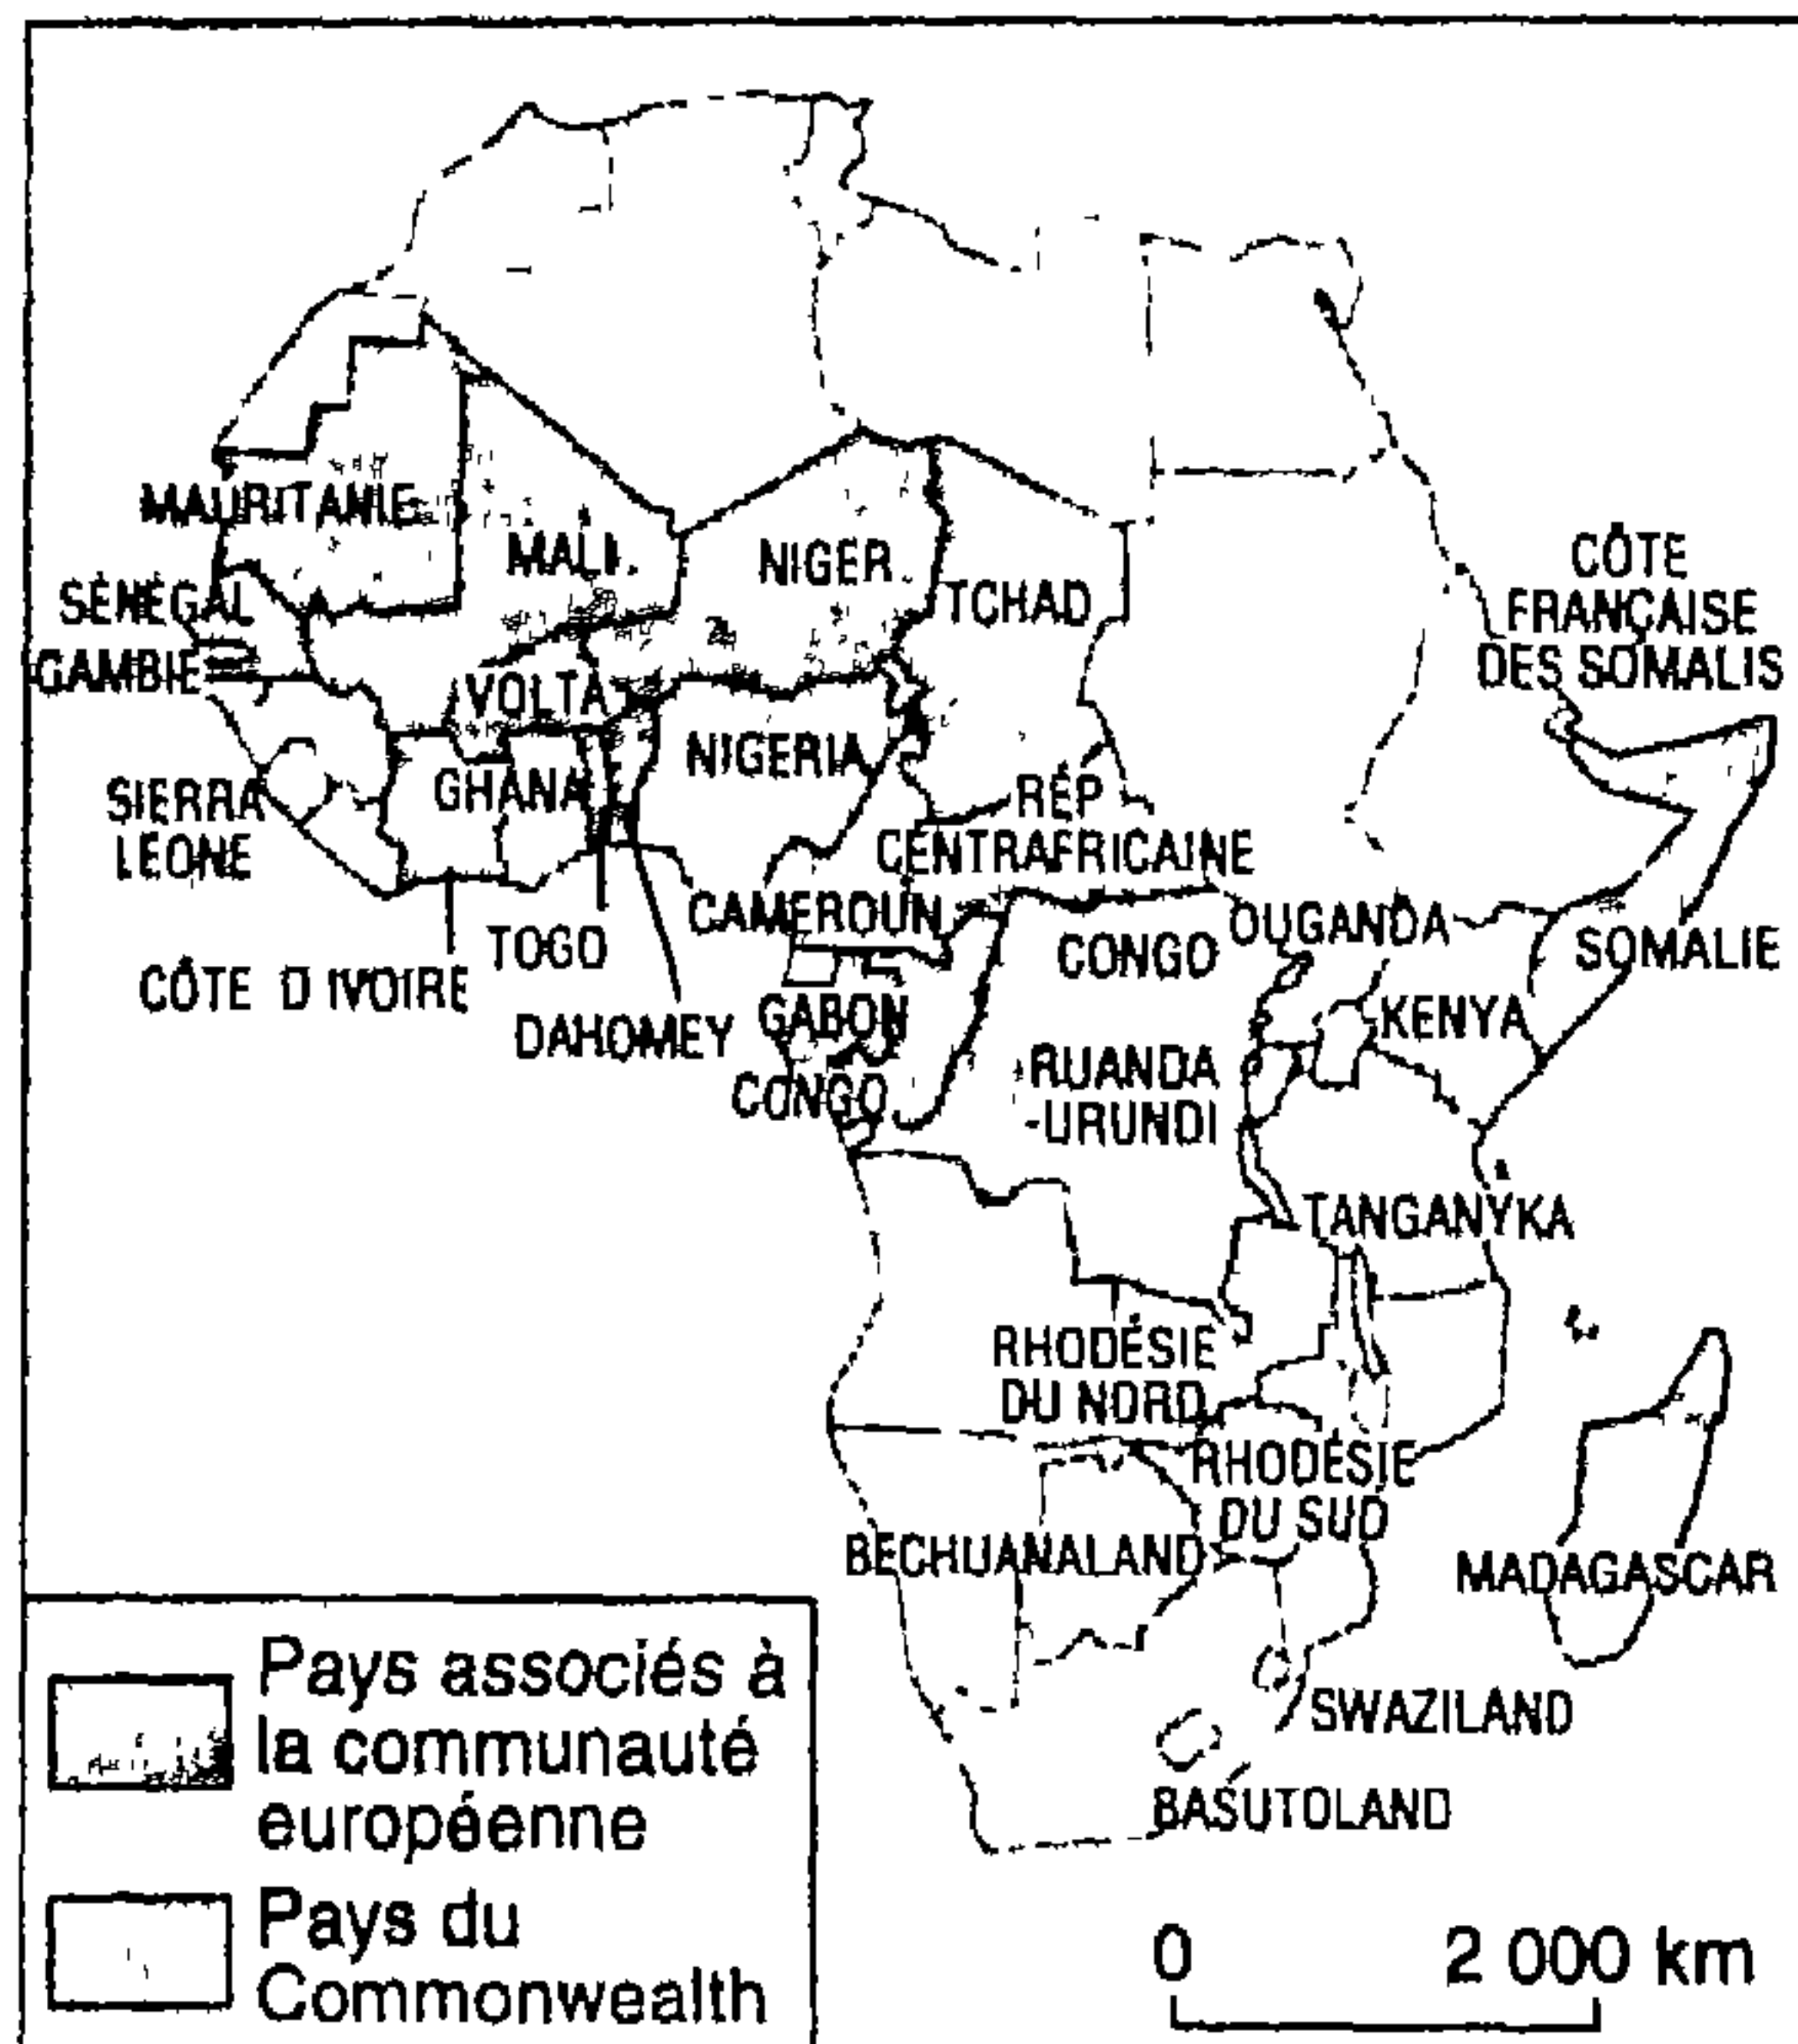 MAURITANIE
MALI
NIGER
TCHAD
CÔTE
FRANÇAISE
DES SOMALIS
SÉNÉGAL
GAMBIE
VOLTA
NIGERIA
GHANA
SIERRA
LEONE
RÉP
CENTRAFRICAINE
CAMEROUN
OUGANDA
CONGO
SOMALIE
TOGO
CÔTE D IVOIRE
DAHOMEY
GABON
KENYA
CONGO
RUANDA
-URUNDI
TANGANYKA
RHODÉSIE
DU NORD
RHODÉSIE
DU SUD
BECHUANALAND
MADAGASCAR
SWAZILAND
BASUTOLAND
Pays associés à
la communauté
européenne
Pays du
Commonwealth
0 2 000 km